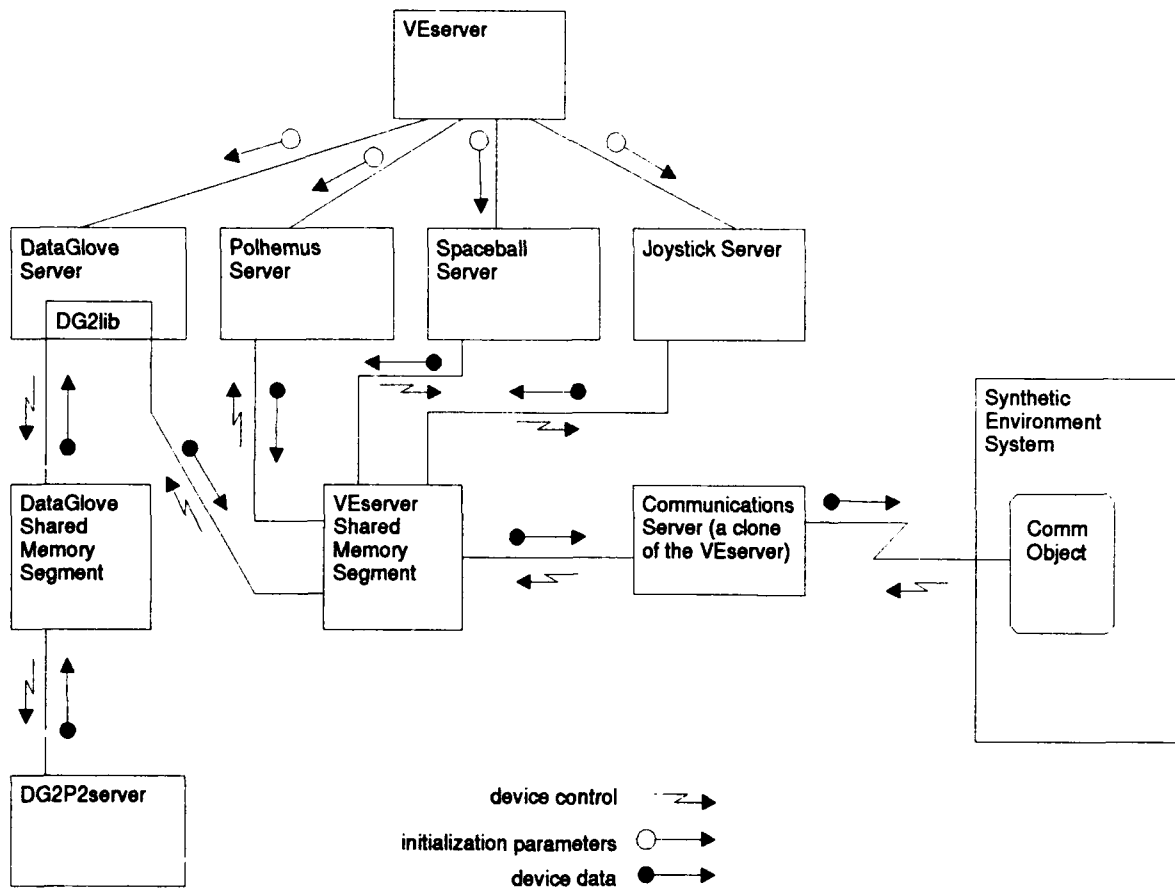 VEserver
DataGlove
Server
DG2lib
Polhemus
Server
Spaceball
Server
Joystick Server
DataGlove
Shared
Memory
Segment
VEserver
Shared
Memory
Segment
Communications
Server (a clone
of the VEserver)
Synthetic
Environment
System
Comm
Object
DG2P2server
device control
initialization parameters
device data